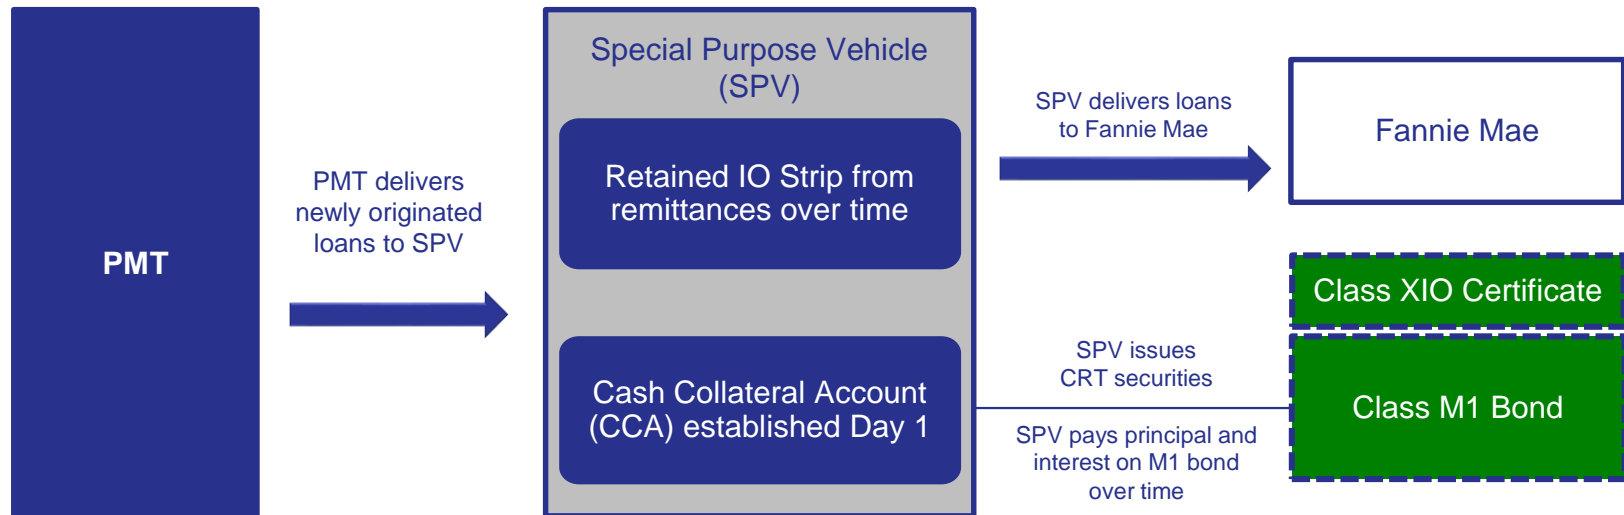 PMT
PMT delivers
newly originated
loans to SPV
Special Purpose Vehicle
(SPV)
Retained IO Strip from
remittances over time
Cash Collateral Account
(CCA) established Day 1
SPV delivers loans
to Fannie Mae
Fannie Mae
SPV issues
CRT securities
SPV pays principal and
interest on M1 bond
over time
Class XIO Certificate
Class M1 Bond